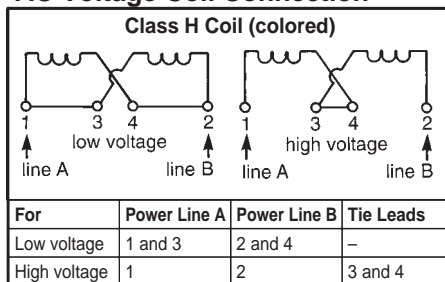 Class H Coil (colored)
1 3 4 2 1 3 4 2
low voltage high voltage
line A line B line A line B
For Power Line A Power Line B Tie Leads
Low voltage 1 and 3 2 and 4 –
High voltage 1 2 3 and 4